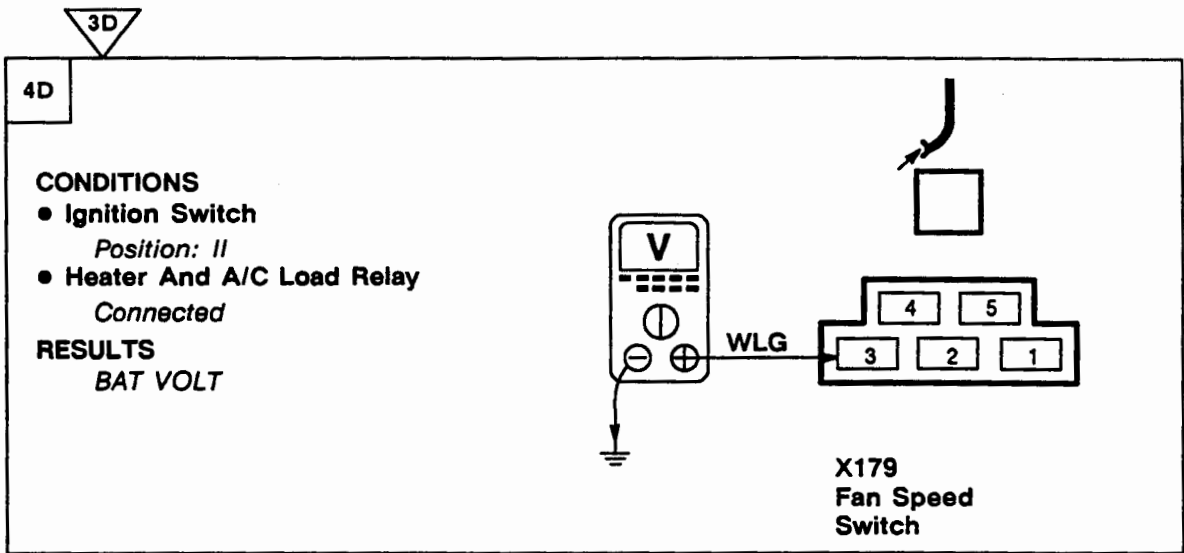 3D
4D
CONDITIONS
● Ignition Switch
Position: II
● Heater And A/C Load Relay
Connected
RESULTS
BAT VOLT
V
WLG
4 5
3 2 1
X179
Fan Speed
Switch